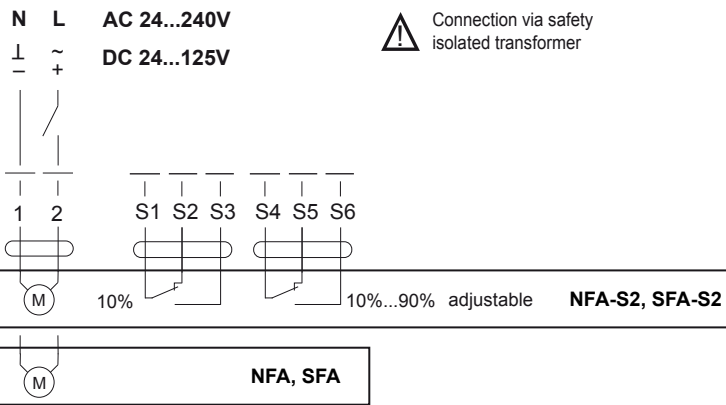 N L AC 24...240V
Connection via safety
isolated transformer
⊥ ~ DC 24...125V
– +
1 2 S1 S2 S3 S4 S5 S6
M 10% 10%...90% adjustable NFA-S2, SFA-S2
M NFA, SFA